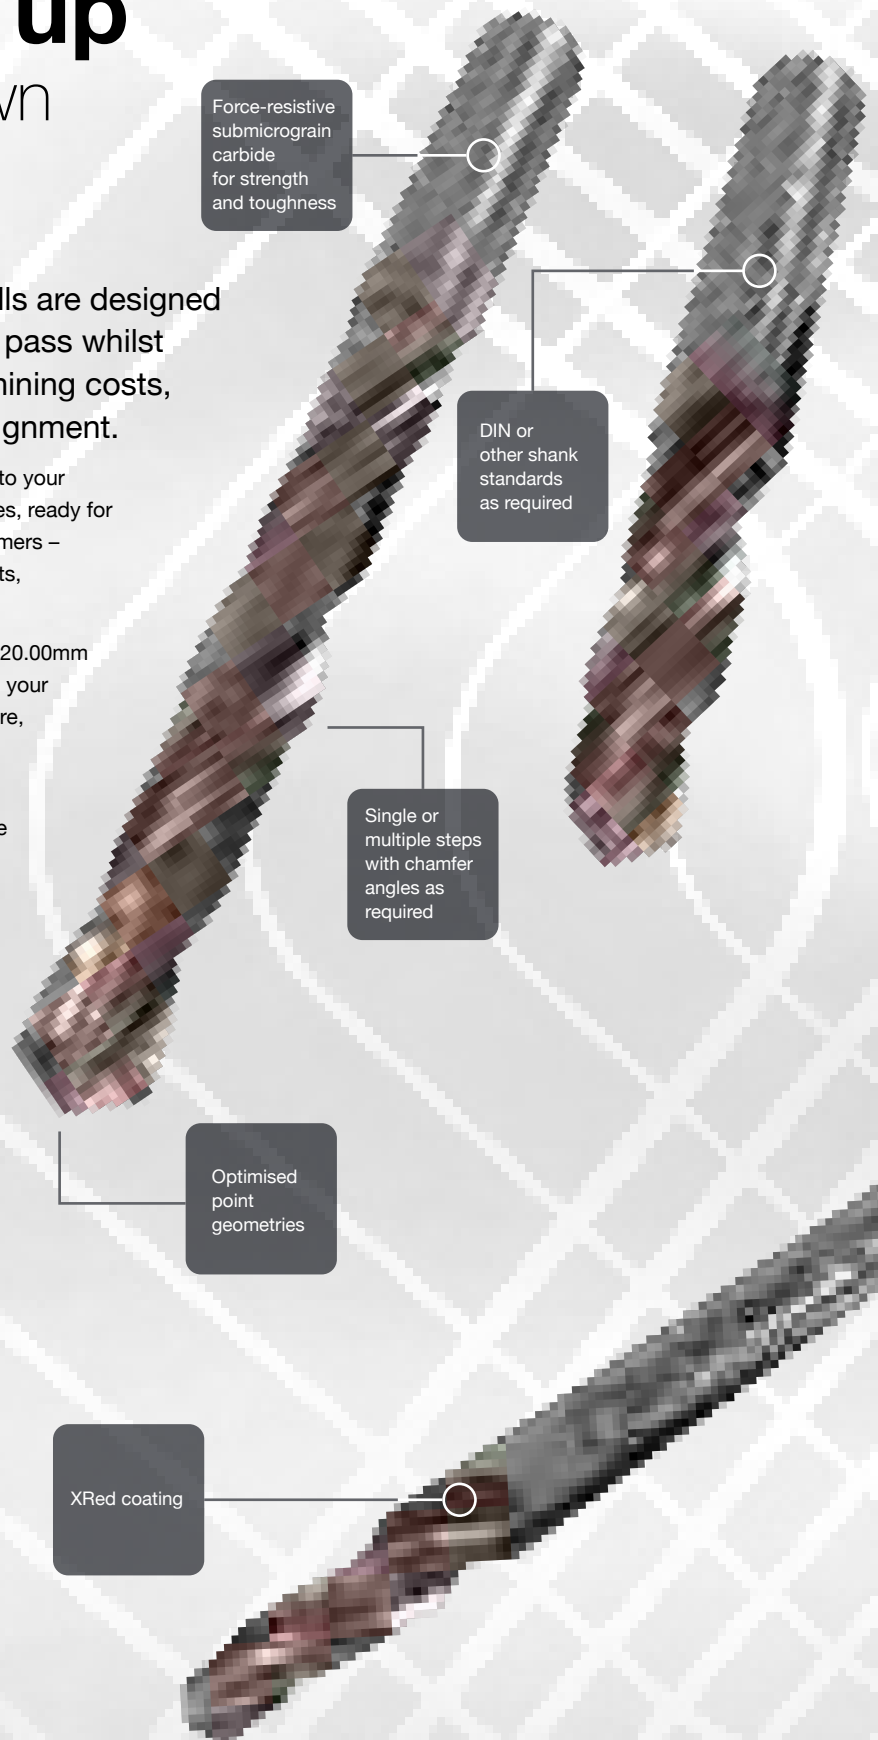 up
wn
Force-resistive
submicrograin
carbide
for strength
and toughness
lls are designed
pass whilst
nining costs,
gnment.
DIN or
other shank
standards
as required
to your
es, ready for
mers –
ts,
20.00mm
your
re,
e
Single or
multiple steps
with chamfer
angles as
required
Optimised
point
geometries
XRed coating